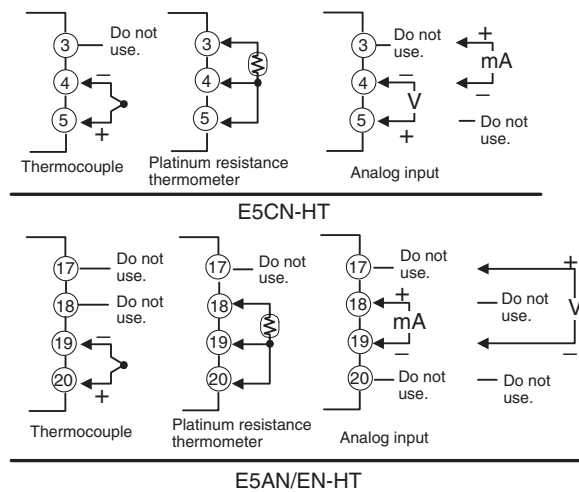 3
Do not
use.
4
−
5
+
Thermocouple
3
4
5
Platinum resistance
thermometer
3
Do not
use.
4
−
V
5
+
+
mA
−
Do not
use.
Analog input
E5CN-HT
17
Do not
use.
18
Do not
use.
19
−
20
+
Thermocouple
17
Do not
use.
18
19
20
Platinum resistance
thermometer
17
Do not
use.
18
+
mA
19
−
20
Do not
use.
+
Do not
use.
V
−
Do not
use.
Analog input
E5AN/EN-HT